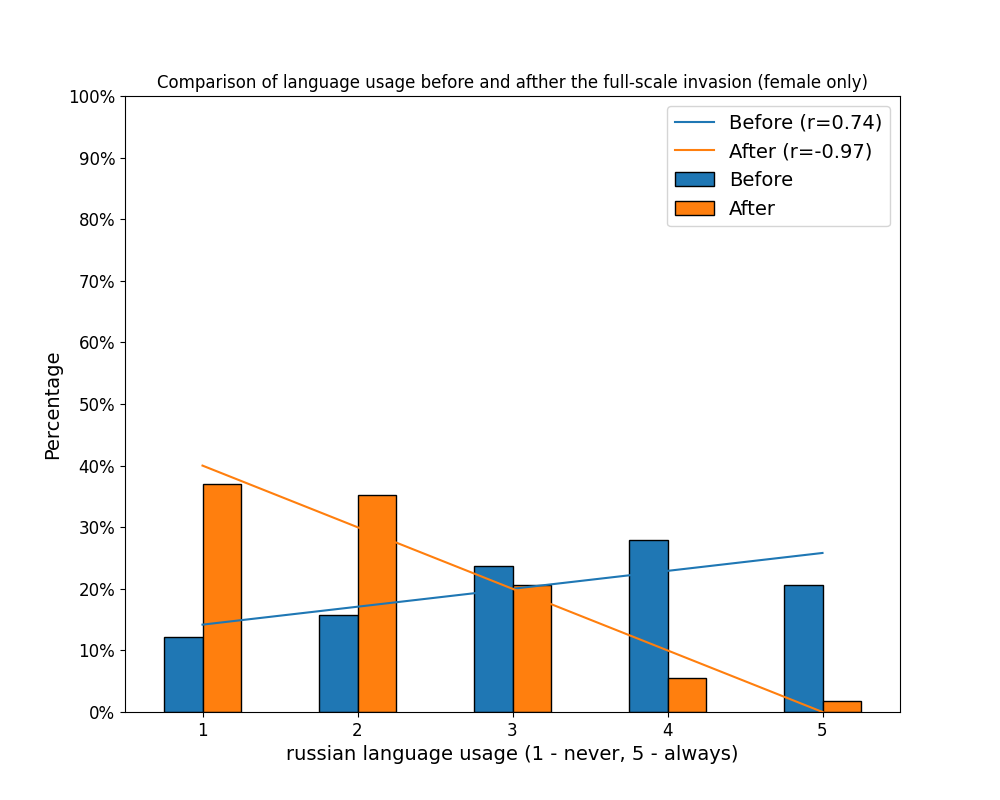 Comparison of language usage before and afther the full-scale invasion (female only)
100%
90%
80%
70%
60%
50%
40%
30%
20%
10%
0%
Percentage
Before (r=0.74)
After (r=-0.97)
Before
After
1 2 3 4 5
russian language usage (1 - never, 5 - always)